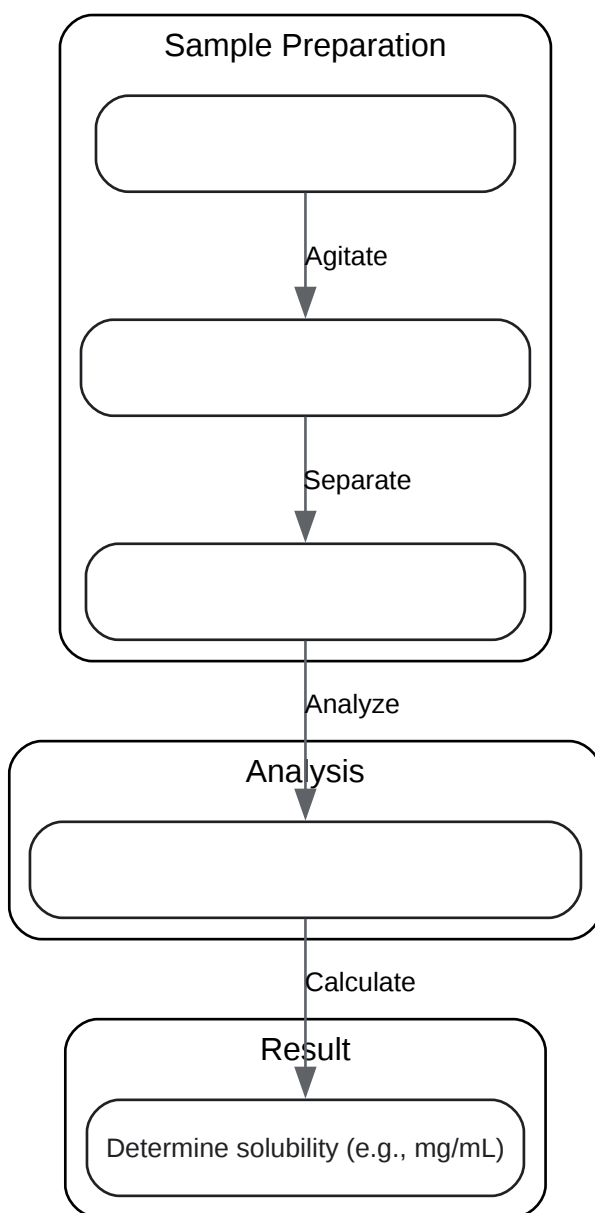 Sample Preparation
Agitate
Separate
Analyze
Analysis
Calculate
Result
Determine solubility (e.g., mg/mL)